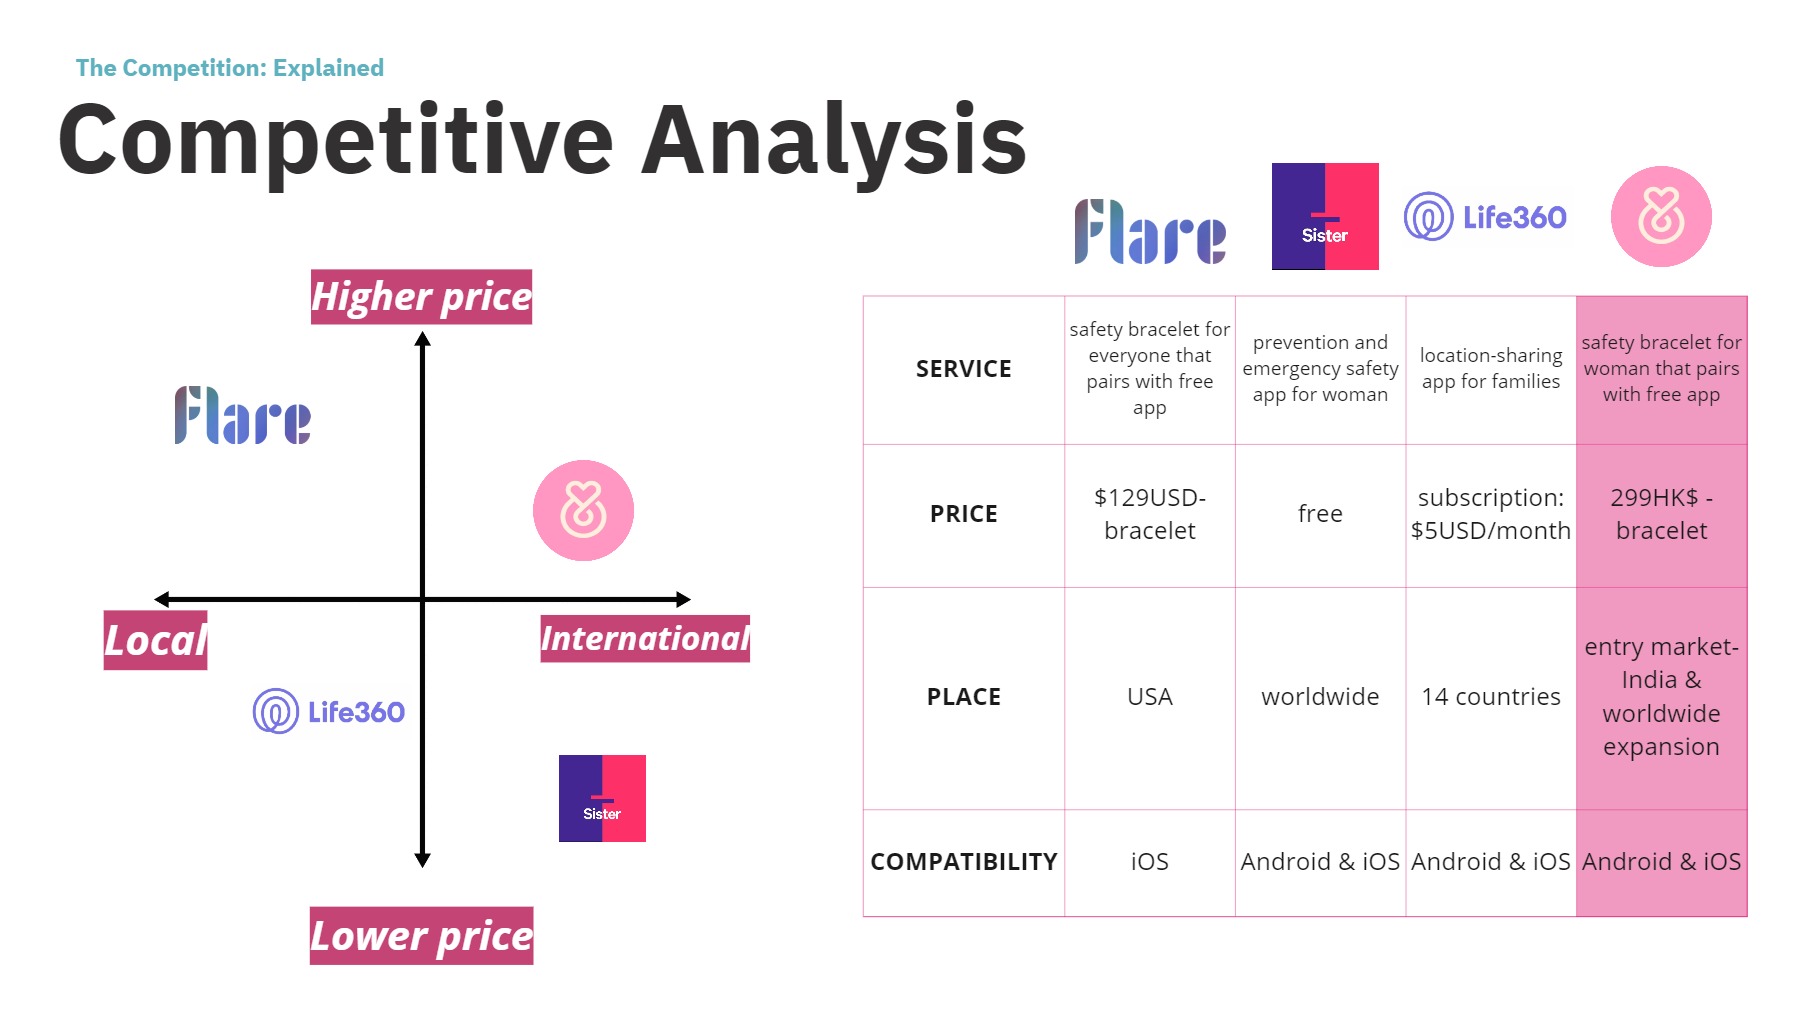 The Competition: Explained
Competitive Analysis
Higher price
Flare
Local
International
Life360
Sister
Lower price
Flare
Sister
Life360
SERVICE
safety bracelet for
everyone that
pairs with free
app
prevention and
emergency safety
app for woman
location-sharing
app for families
safety bracelet for
woman that pairs
with free app
PRICE
$129USD-
bracelet
free
subscription:
$5USD/month
299HK$ -
bracelet
PLACE
USA
worldwide
14 countries
entry market-
India &
worldwide
expansion
COMPATIBILITY
iOS
Android & iOS
Android & iOS
Android & iOS